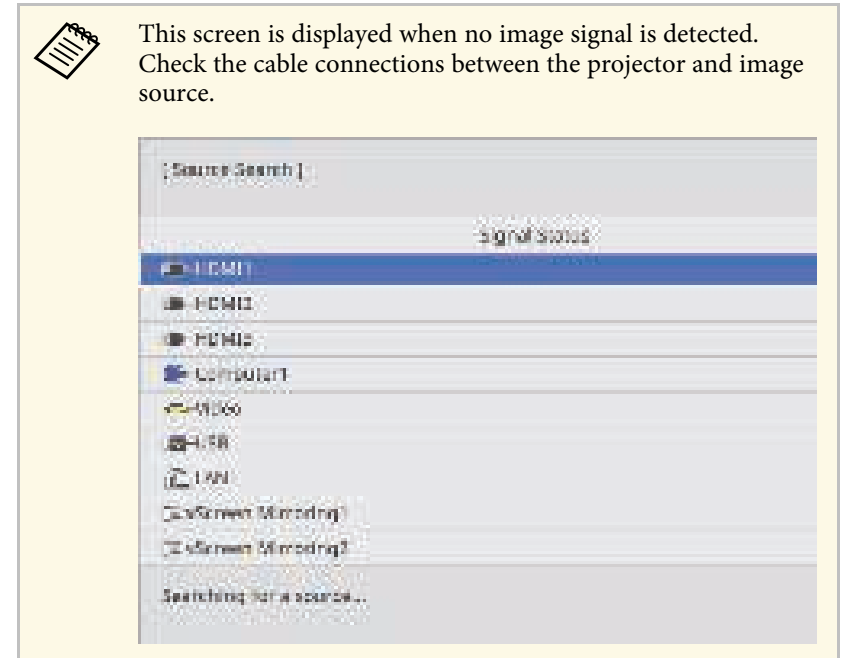 This screen is displayed when no image signal is detected.
Check the cable connections between the projector and image
source.
[ Source Search ]
Signal Status
HDMI1
HDMI2
HDMI3
Computer1
Video
USB
LAN
Screen Mirroring1
Screen Mirroring2
Searching for a source...